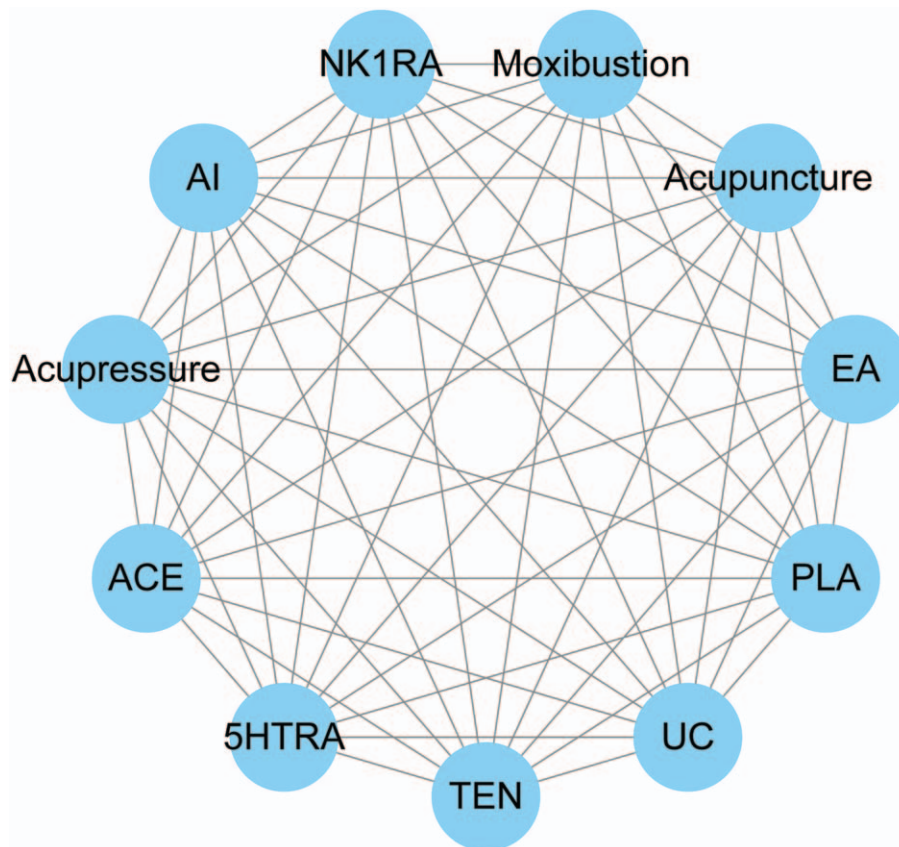 NK1RA
Moxibustion
AI
Acupuncture
Acupressure
EA
ACE
PLA
5HTRA
UC
TEN